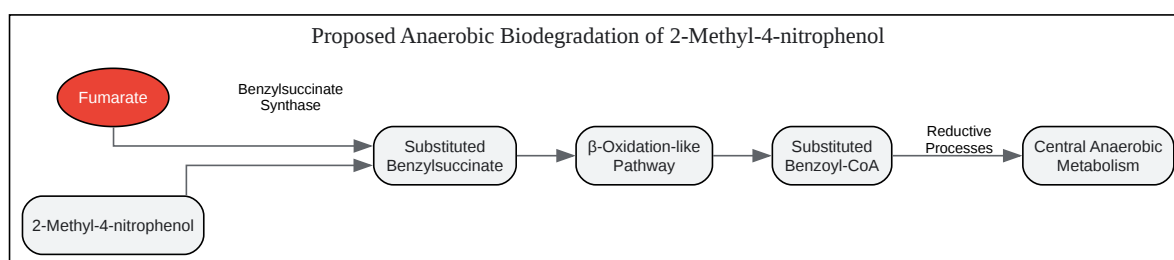 Proposed Anaerobic Biodegradation of 2-Methyl-4-nitrophenol
Fumarate
Benzylsuccinate
Synthase
Substituted
Benzylsuccinate
β-Oxidation-like
Pathway
Substituted
Benzoyl-CoA
Reductive
Processes
Central Anaerobic
Metabolism
2-Methyl-4-nitrophenol